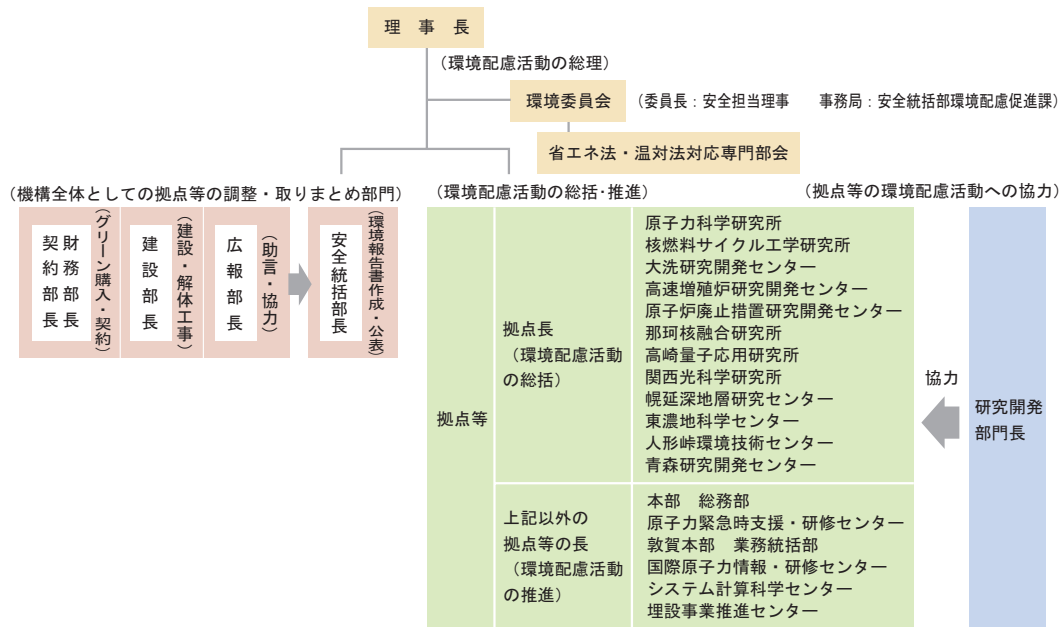 理事長
（環境配慮活動の総理）
環境委員会
（委員長：安全担当理事　事務局：安全統括部環境配慮促進課）
省エネ法・温対法対応専門部会
（機構全体としての拠点等の調整・取りまとめ部門）
（環境配慮活動の総括・推進）
（拠点等の環境配慮活動への協力）
財務部長
契約部長
（グリーン購入・契約）
建設部長
（建設・解体工事）
広報部長
（助言・協力）
安全統括部長
（環境報告書作成・公表）
拠点等
拠点長
（環境配慮活動
の総括）
原子力科学研究所
核燃料サイクル工学研究所
大洗研究開発センター
高速増殖炉研究開発センター
原子炉廃止措置研究開発センター
那珂核融合研究所
高崎量子応用研究所
関西光科学研究所
幌延深地層研究センター
東濃地科学センター
人形峠環境技術センター
青森研究開発センター
上記以外の
拠点等の長
（環境配慮活動
の推進）
本部　総務部
原子力緊急時支援・研修センター
敦賀本部　業務統括部
国際原子力情報・研修センター
システム計算科学センター
埋設事業推進センター
協力
研究開発
部門長